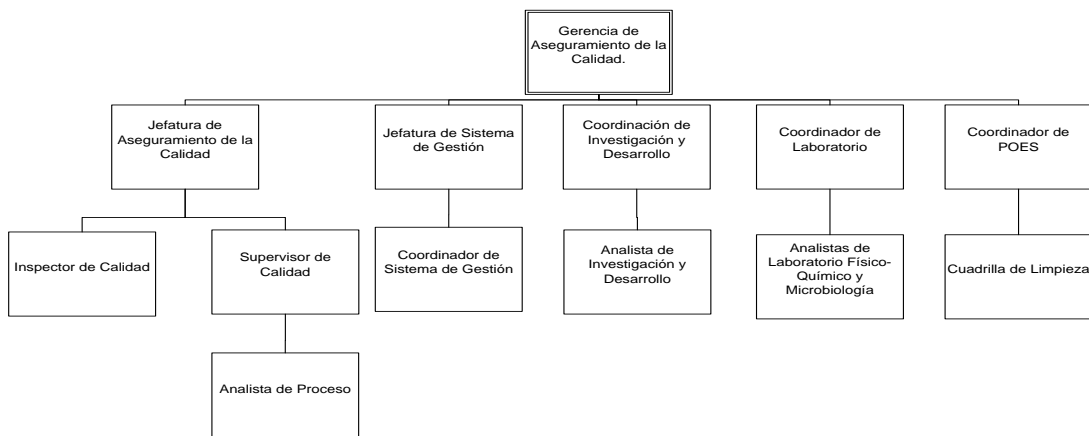 Gerencia de
Aseguramiento de la
Calidad.
Jefatura de
Aseguramiento de la
Calidad
Jefatura de Sistema
de Gestión
Coordinación de
Investigación y
Desarrollo
Coordinador de
Laboratorio
Coordinador de
POES
Inspector de Calidad
Supervisor de
Calidad
Coordinador de
Sistema de Gestión
Analista de
Investigación y
Desarrollo
Analistas de
Laboratorio Físico-
Químico y
Microbiología
Cuadrilla de Limpieza
Analista de Proceso